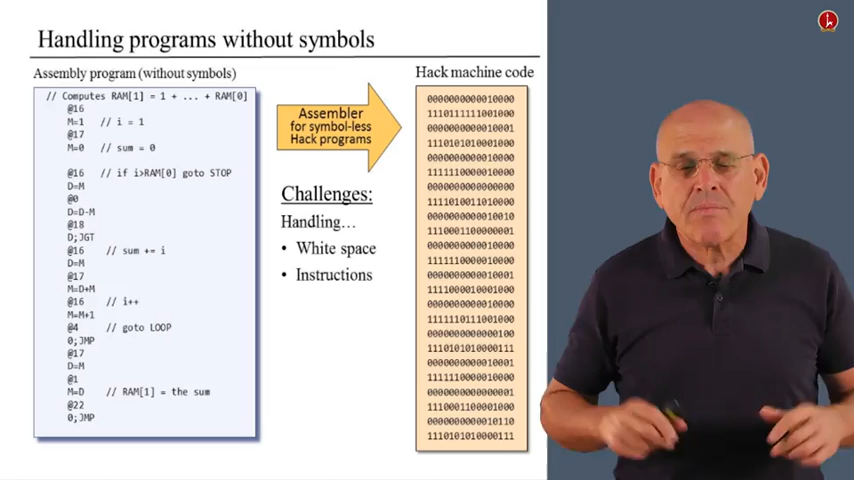 Handling programs without symbols
Assembly program (without symbols)
// Computes RAM[1] = 1 + ... + RAM[0]
@16
M=1 // i = 1
@17
M=0 // sum = 0
@16 // if i>RAM[0] goto STOP
D=M
@0
D=D-M
@18
D;JGT
@16 // sum += i
D=M
@17
M=D+M
@16 // i++
M=M+1
@4 // goto LOOP
0;JMP
@17
D=M
@1
M=D // RAM[1] = the sum
@22
0;JMP
Assembler
for symbol-less
Hack programs
Challenges:
Handling…
• White space
• Instructions
Hack machine code
0000000000010000
1110111111001000
0000000000010001
1110101010001000
0000000000010000
1111110000010000
0000000000000000
1111010011010000
0000000000010010
1110001100000001
0000000000010000
1111110000010000
0000000000010001
1111000010001000
0000000000010000
1111110111001000
0000000000000100
1110101010000111
0000000000010001
1111110000010000
0000000000000001
1110001100001000
0000000000010110
1110101010000111